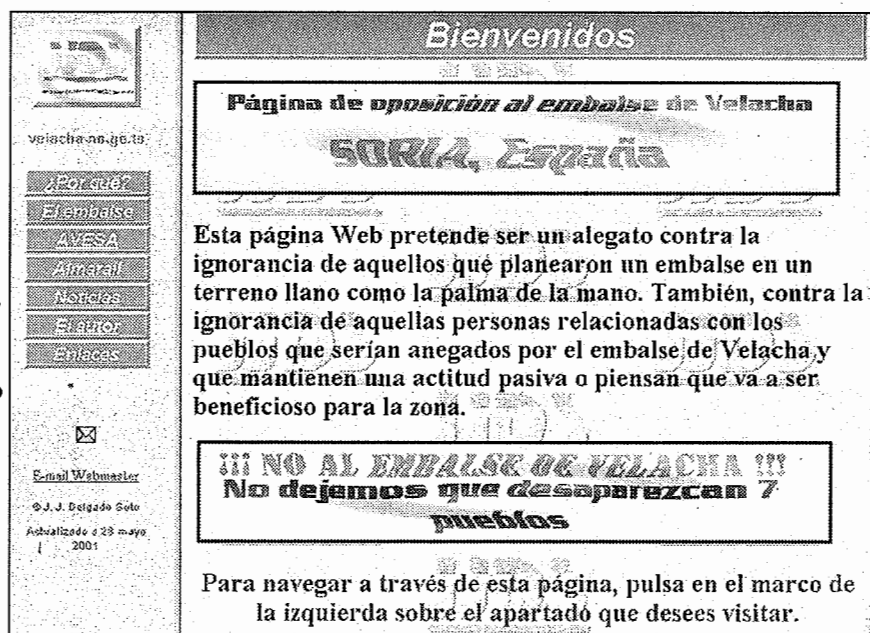 Bienvenidos
Página de oposición al embalse de Velacha
SORIA, España
velacha-no.go.to
¿Por qué?
El embalse
AVESA
Almarail
Noticias
El autor
Enlaces
E-mail Webmaster
© J. J. Delgado Soto
Actualizado a 23 mayo
2001
Esta página Web pretende ser un alegato contra la
ignorancia de aquellos que planearon un embalse en un
terreno llano como la palma de la mano. También, contra la
ignorancia de aquellas personas relacionadas con los
pueblos que serían anegados por el embalse de Velacha y
que mantienen una actitud pasiva o piensan que va a ser
beneficioso para la zona.
¡¡¡ NO AL EMBALSE DE VELACHA !!!
No dejemos que desaparezcan 7
pueblos
Para navegar a través de esta página, pulsa en el marco de
la izquierda sobre el apartado que desees visitar.